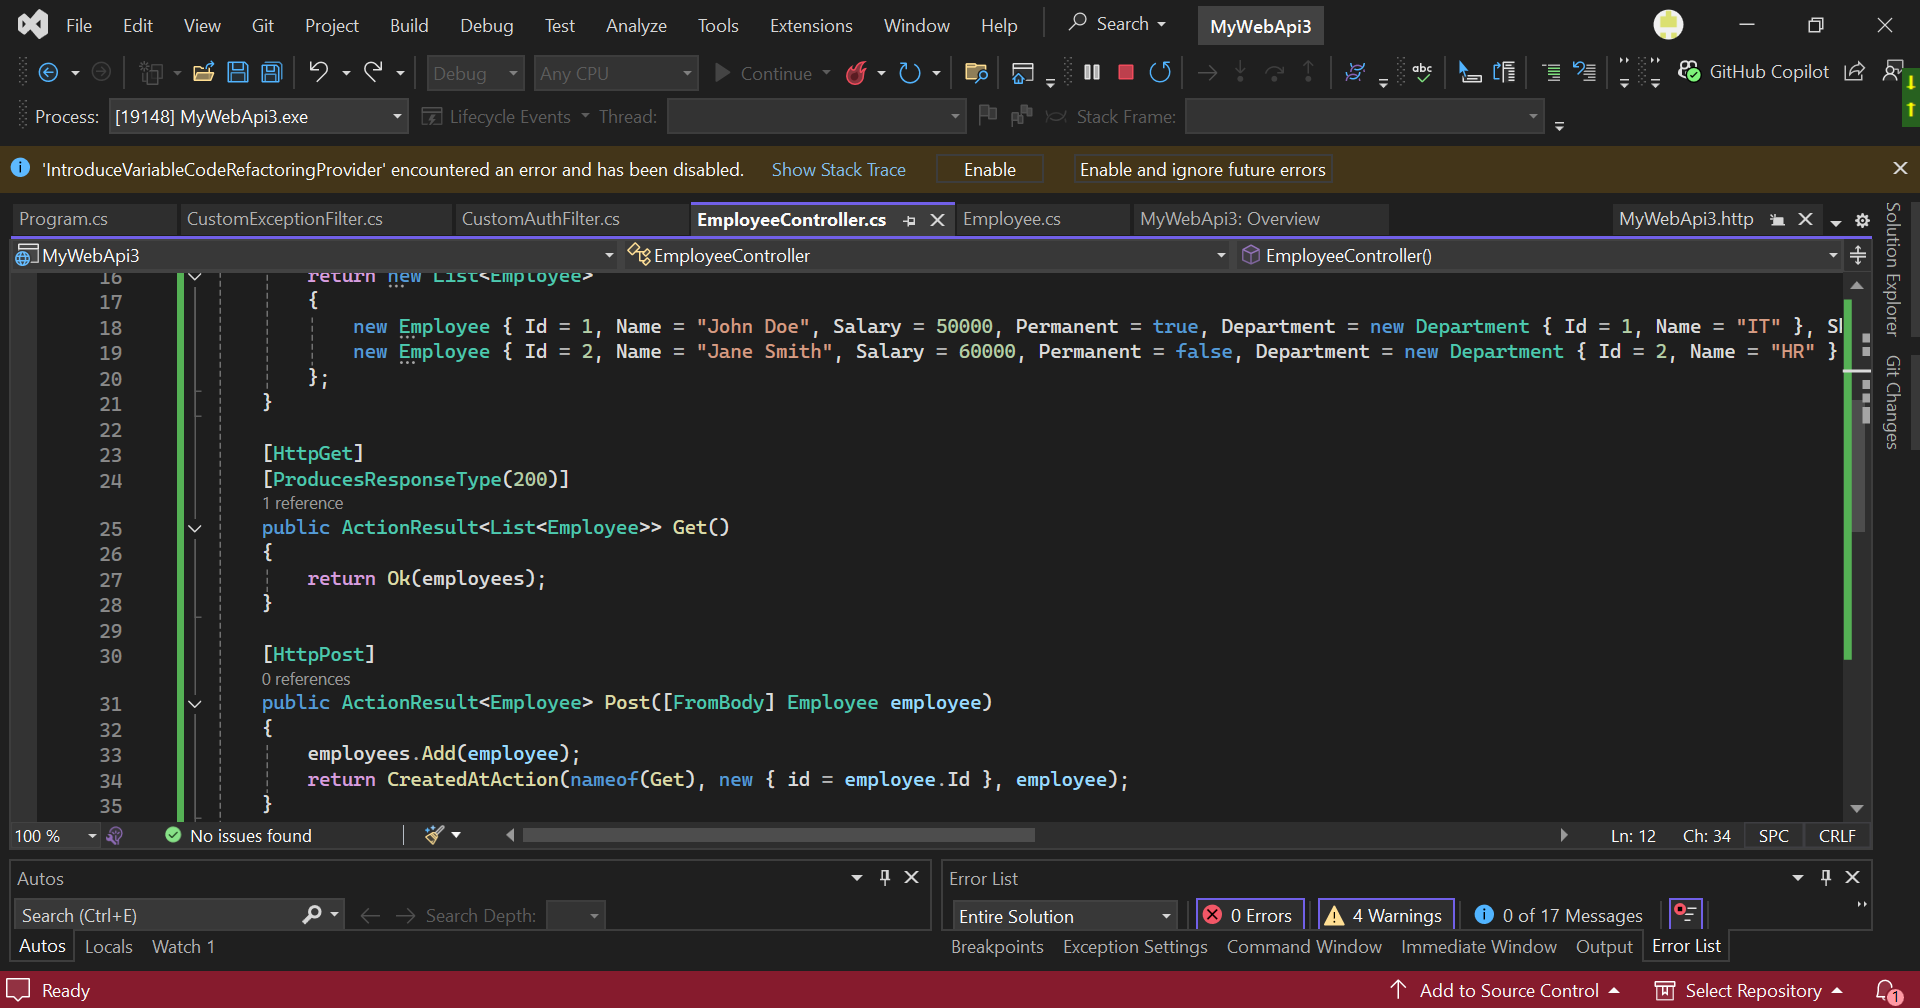 File Edit View Git Project Build Debug Test Analyze Tools Extensions Window Help Search MyWebApi3
Debug Any CPU Continue abc GitHub Copilot
Process: [19148] MyWebApi3.exe Lifecycle Events Thread: Stack Frame:
'IntroduceVariableCodeRefactoringProvider' encountered an error and has been disabled. Show Stack Trace Enable Enable and ignore future errors
Program.cs CustomExceptionFilter.cs CustomAuthFilter.cs EmployeeController.cs Employee.cs MyWebApi3: Overview MyWebApi3.http
MyWebApi3 EmployeeController EmployeeController()
16 return new List<Employee>
17 {
18 new Employee { Id = 1, Name = "John Doe", Salary = 50000, Permanent = true, Department = new Department { Id = 1, Name = "IT" }, Sk
19 new Employee { Id = 2, Name = "Jane Smith", Salary = 60000, Permanent = false, Department = new Department { Id = 2, Name = "HR" }
20 };
21 }
22
23 [HttpGet]
24 [ProducesResponseType(200)]
1 reference
25 public ActionResult<List<Employee>> Get()
26 {
27 return Ok(employees);
28 }
29
30 [HttpPost]
0 references
31 public ActionResult<Employee> Post([FromBody] Employee employee)
32 {
33 employees.Add(employee);
34 return CreatedAtAction(nameof(Get), new { id = employee.Id }, employee);
35 }
Solution Explorer
Git Changes
100 % No issues found Ln: 12 Ch: 34 SPC CRLF
Autos
Search (Ctrl+E) Search Depth:
Autos Locals Watch 1
Error List
Entire Solution 0 Errors 4 Warnings 0 of 17 Messages
Breakpoints Exception Settings Command Window Immediate Window Output Error List
Ready Add to Source Control Select Repository 1